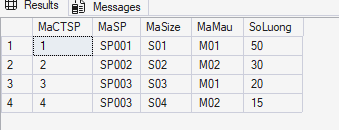 Results Messages
MaCTSP MaSP MaSize MaMau SoLuong
1 1 SP001 S01 M01 50
2 2 SP002 S02 M02 30
3 3 SP003 S03 M01 20
4 4 SP003 S04 M02 15